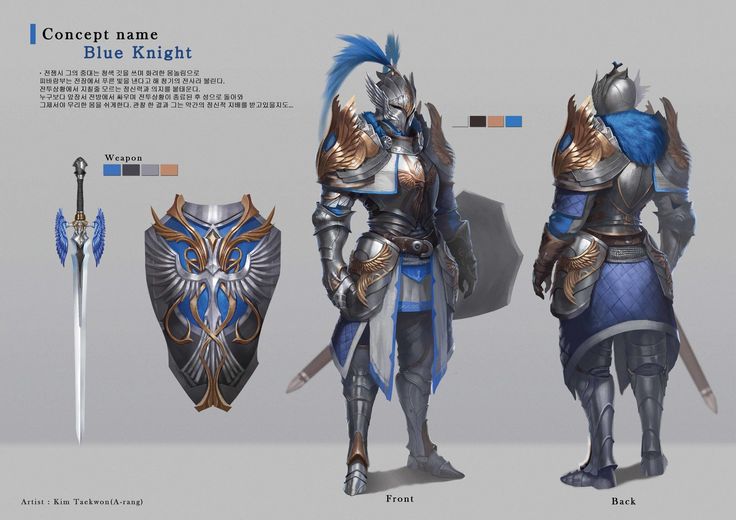 Concept name
Blue Knight
· 전쟁시 그의 중대는 청색 깃을 쓰며 화려한 몸놀림으로
피바람부는 전장에서 푸른 빛을 낸다고 해 청기의 전사라 불린다.
전투상황에서 지침을 모르는 정신력과 의지를 불태운다.
누구보다 앞장서 전방에서 싸우며 전투상황이 종료된 후 성으로 돌아와
그제서야 무리한 몸을 쉬게한다. 관찰 한 결과 그는 약간의 정신적 지배를 받고있을지도...
Weapon
Front
Back
Artist : Kim Taekwon(A-rang)